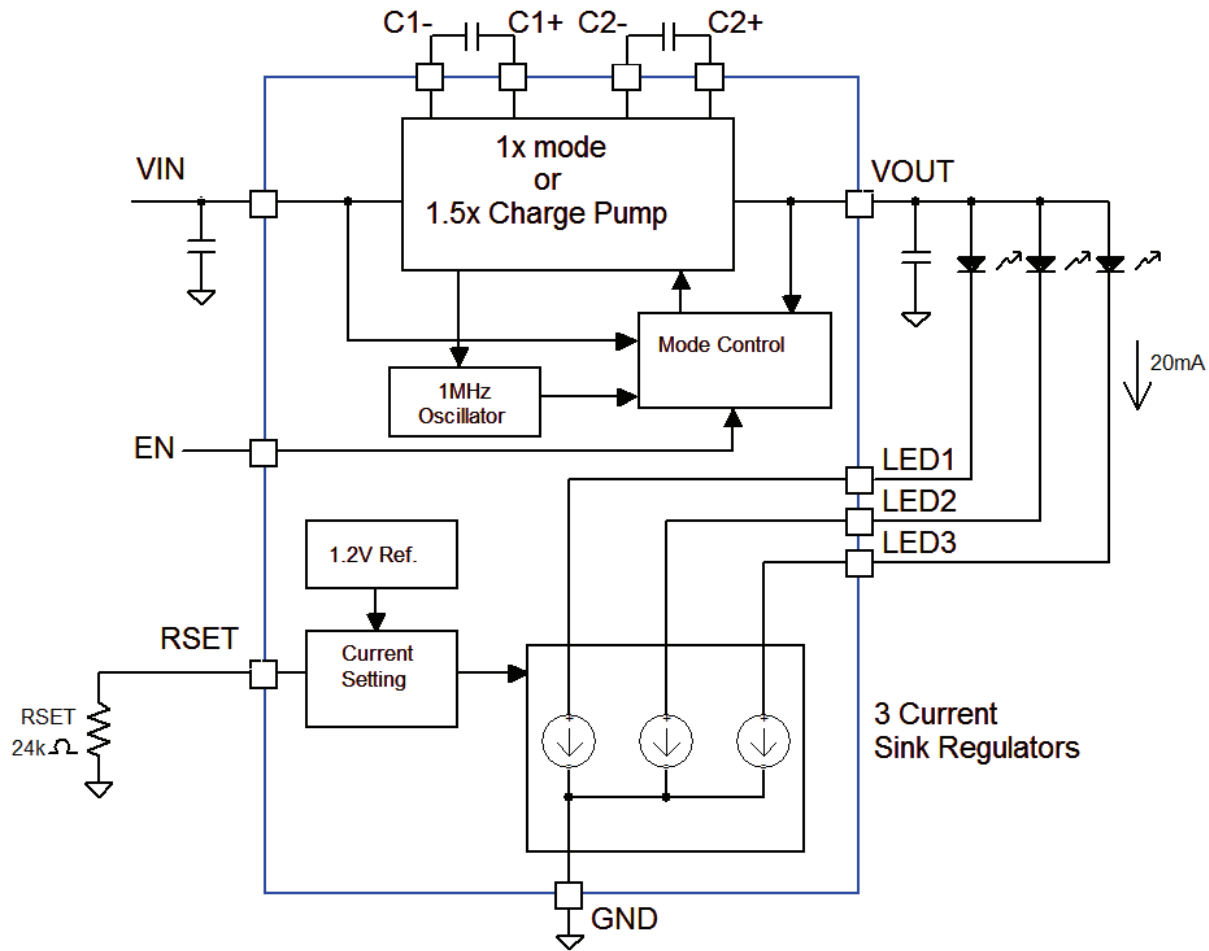 C1-
C1+
C2-
C2+
1x mode
or
1.5x Charge Pump
VIN
VOUT
Mode Control
20mA
1MHz
Oscillator
EN
LED1
LED2
LED3
1.2V Ref.
RSET
Current
Setting
RSET
24kΩ
3 Current
Sink Regulators
GND